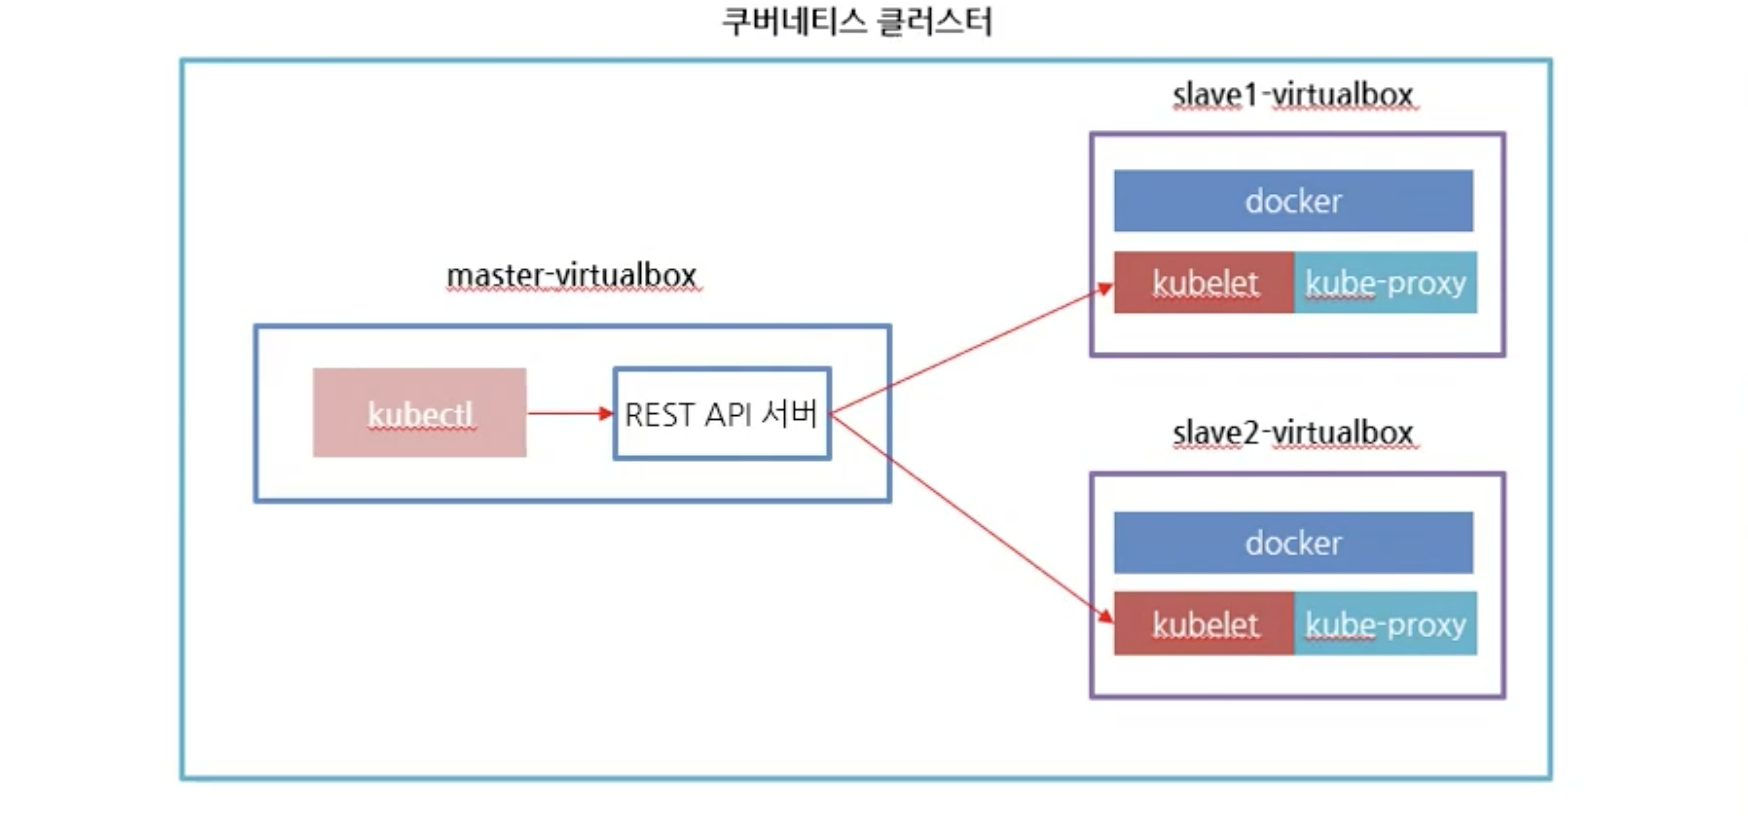 쿠버네티스 클러스터
master-virtualbox
kubectl
REST API 서버
slave1-virtualbox
docker
kubelet
kube-proxy
slave2-virtualbox
docker
kubelet
kube-proxy